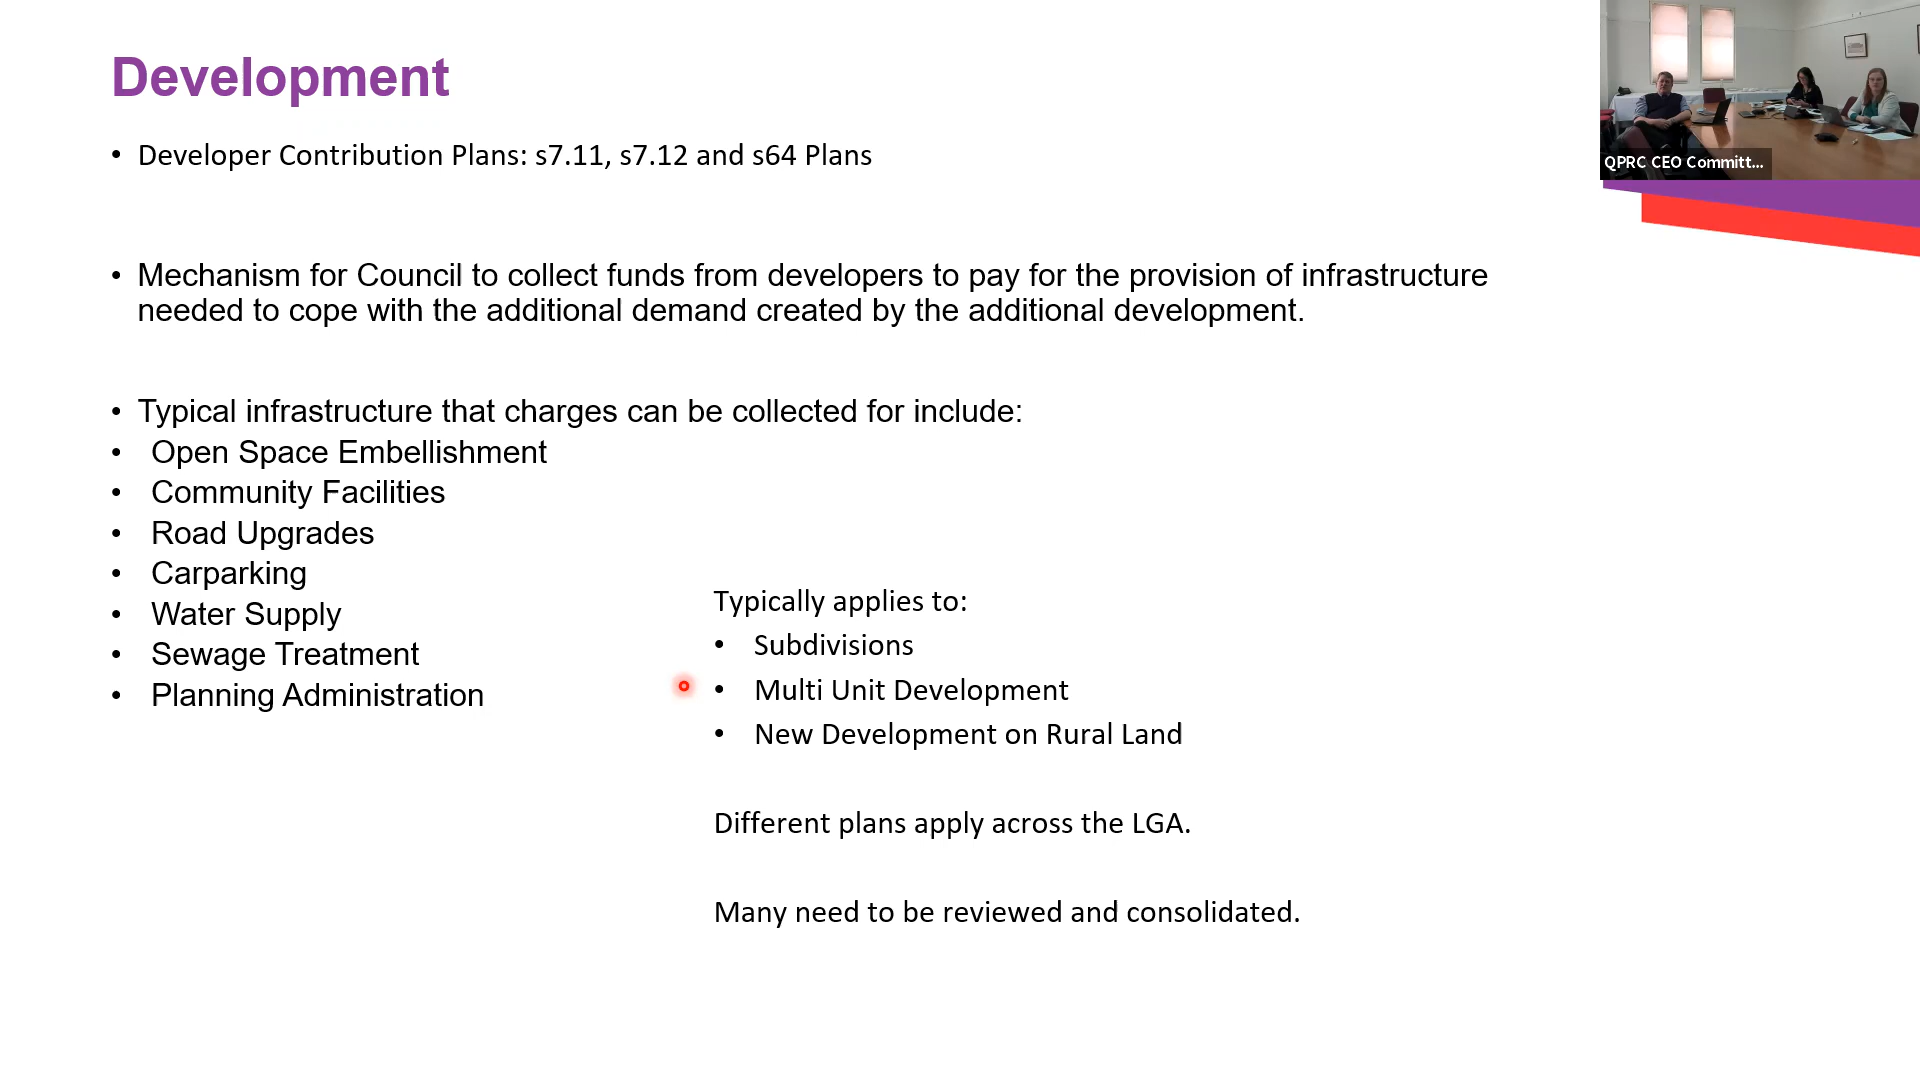 Development
• Developer Contribution Plans: s7.11, s7.12 and s64 Plans
• Mechanism for Council to collect funds from developers to pay for the provision of infrastructure
needed to cope with the additional demand created by the additional development.
• Typical infrastructure that charges can be collected for include:
• Open Space Embellishment
• Community Facilities
• Road Upgrades
• Carparking
• Water Supply
• Sewage Treatment
• Planning Administration
Typically applies to:
• Subdivisions
• Multi Unit Development
• New Development on Rural Land
Different plans apply across the LGA.
Many need to be reviewed and consolidated.
QPRC CEO Committ...